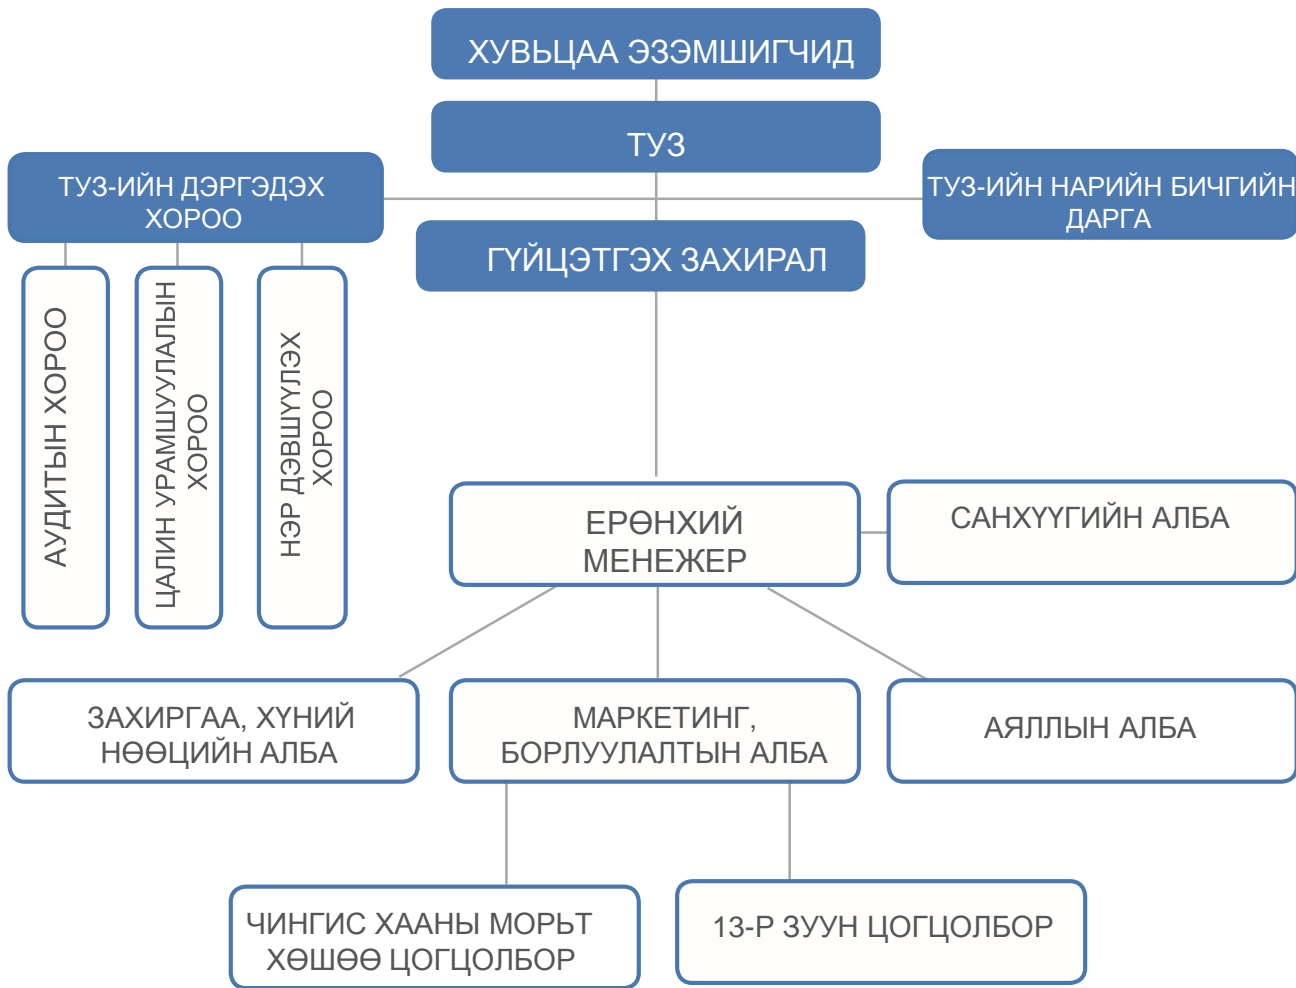 ХУВЬЦАА ЭЗЭМШИГЧИД
ТУЗ
ТУЗ-ИЙН ДЭРГЭДЭХ
ХОРОО
ТУЗ-ИЙН НАРИЙН БИЧГИЙН
ДАРГА
ГҮЙЦЭТГЭХ ЗАХИРАЛ
АУДИТЫН ХОРОО
ЦАЛИН УРАМШУУЛАЛЫН
ХОРОО
НЭР ДЭВШҮҮЛЭХ
ХОРОО
ЕРӨНХИЙ
МЕНЕЖЕР
САНХҮҮГИЙН АЛБА
ЗАХИРГАА, ХҮНИЙ
НӨӨЦИЙН АЛБА
МАРКЕТИНГ,
БОРЛУУЛАЛТЫН АЛБА
АЯЛЛЫН АЛБА
ЧИНГИС ХААНЫ МОРЬТ
ХӨШӨӨ ЦОГЦОЛБОР
13-Р ЗУУН ЦОГЦОЛБОР